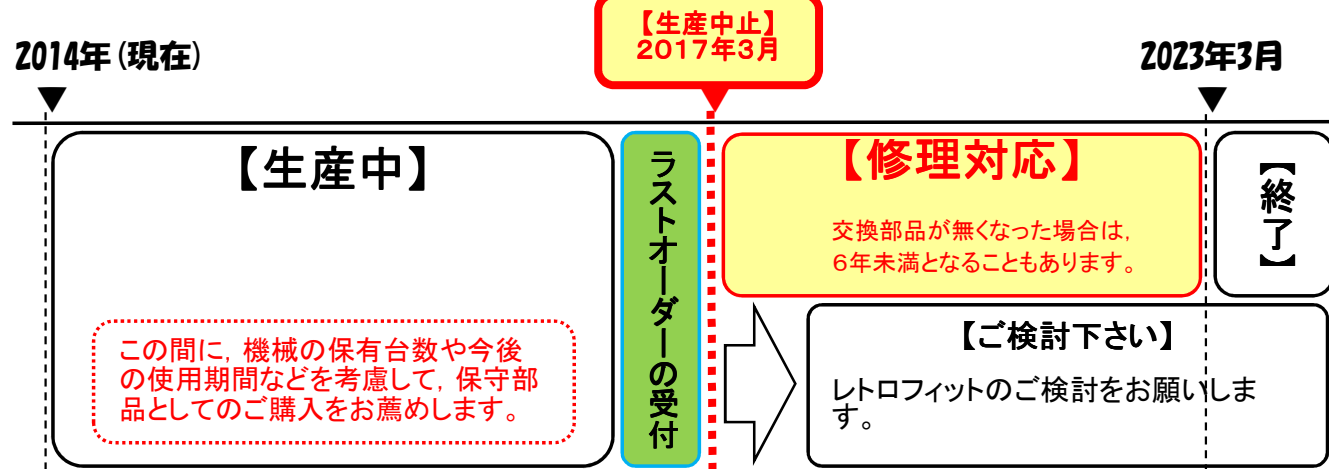 【生産中止】
2017年3月
2014年(現在)
2023年3月
【生産中】
この間に，機械の保有台数や今後
の使用期間などを考慮して，保守部
品としてのご購入をお薦めします。
ラストオーダーの受付
【修理対応】
交換部品が無くなった場合は，
６年未満となることもあります。
【終了】
【ご検討下さい】
レトロフィットのご検討をお願いしま
す。